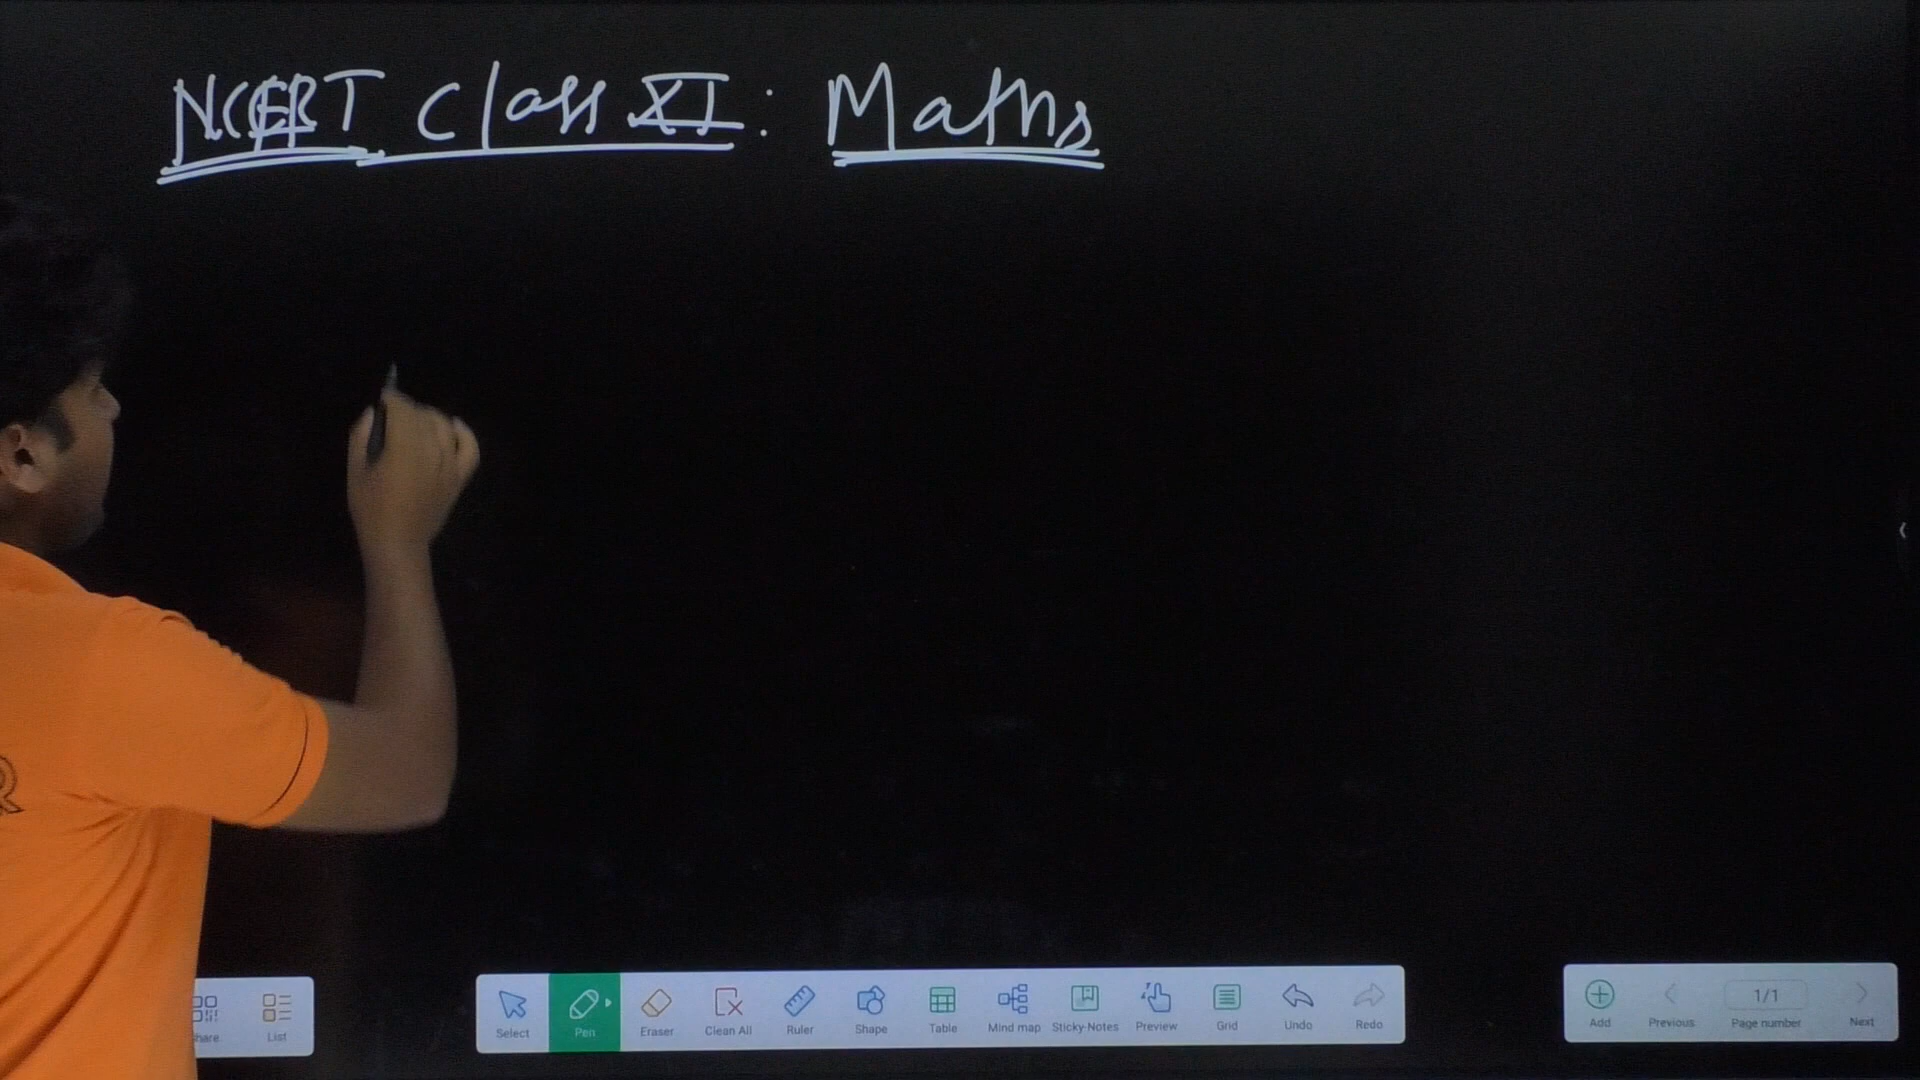 NCERT Class XI : Maths
Share List Select Pen Eraser Clean All Ruler Shape Table Mind map Sticky-Notes Preview Grid Undo Redo Add Previous 1/1 Page number Next